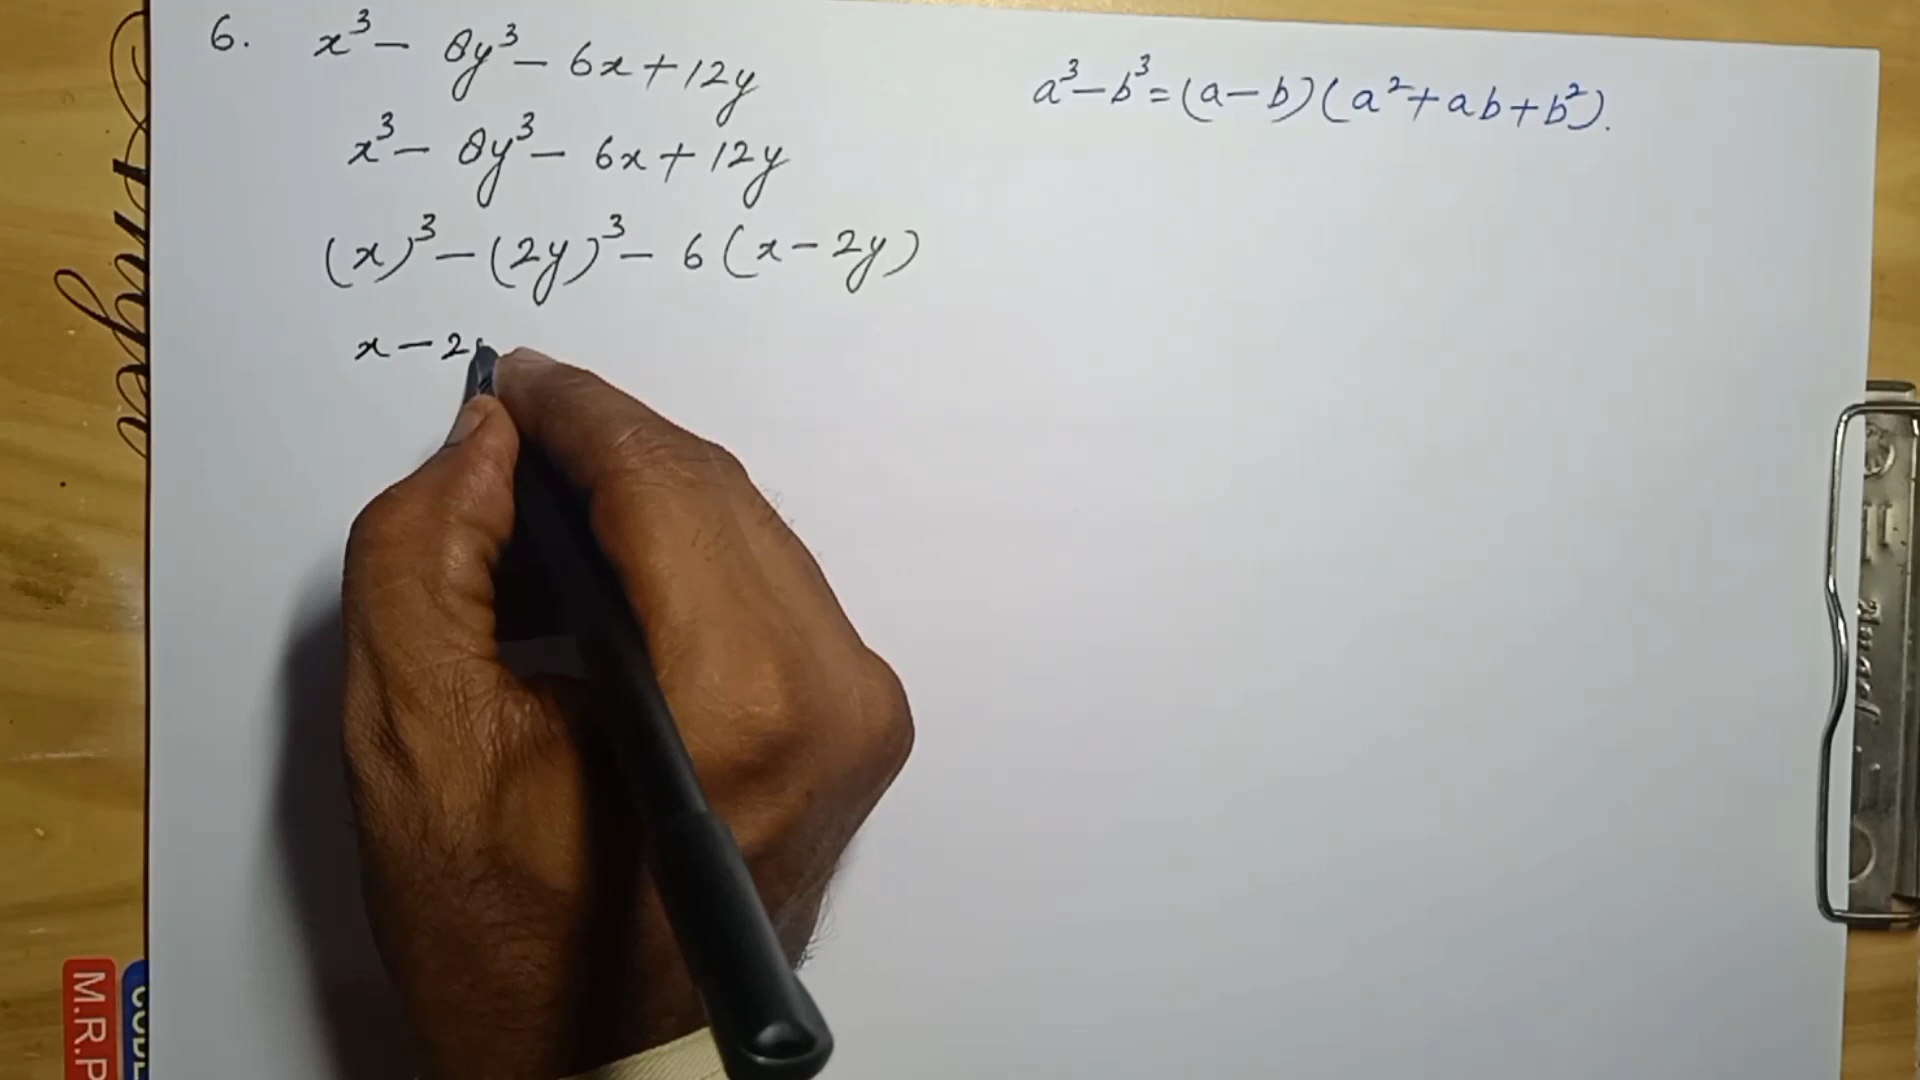 6. x³ - 8y³ - 6x + 12y
a³ - b³ = (a - b)(a² + ab + b²).
x³ - 8y³ - 6x + 12y
(x)³ - (2y)³ - 6(x - 2y)
x - 2
M.R.P